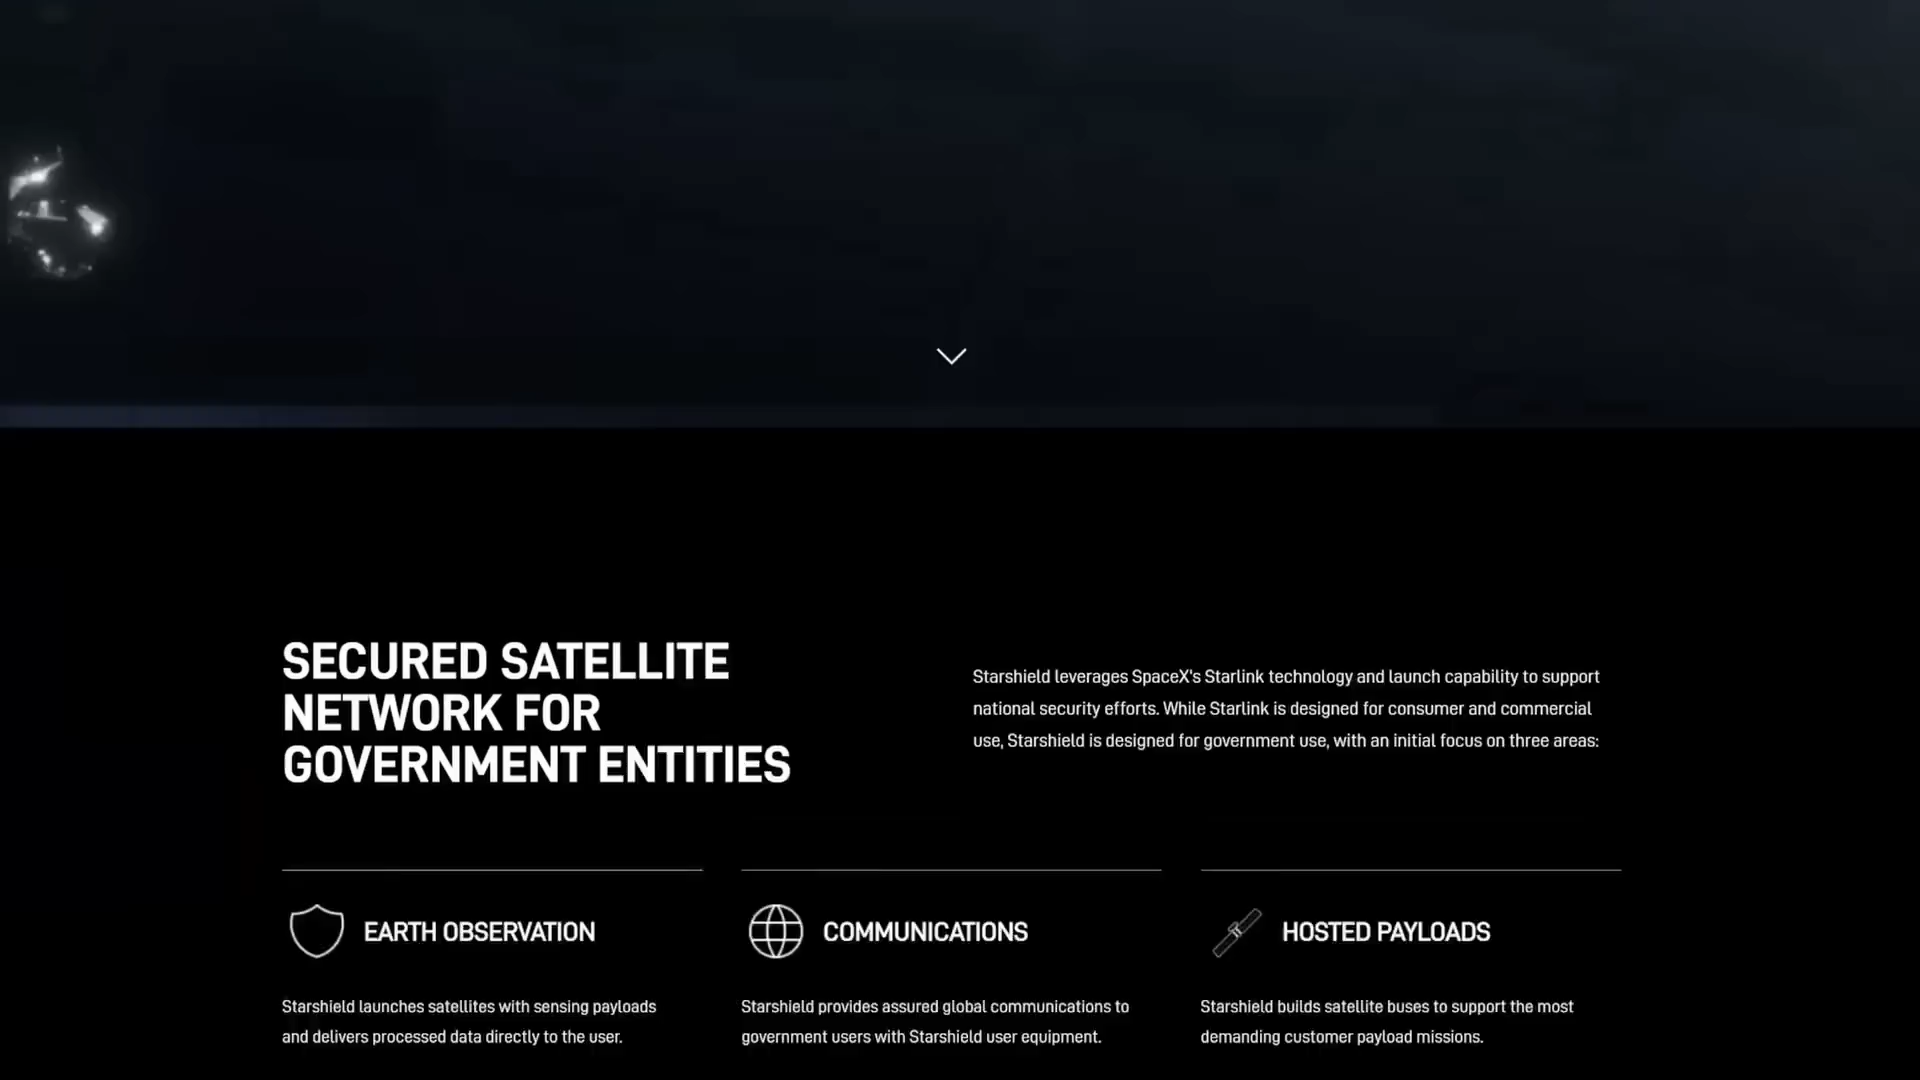 SECURED SATELLITE
NETWORK FOR
GOVERNMENT ENTITIES
Starshield leverages SpaceX's Starlink technology and launch capability to support
national security efforts. While Starlink is designed for consumer and commercial
use, Starshield is designed for government use, with an initial focus on three areas:
EARTH OBSERVATION
Starshield launches satellites with sensing payloads
and delivers processed data directly to the user.
COMMUNICATIONS
Starshield provides assured global communications to
government users with Starshield user equipment.
HOSTED PAYLOADS
Starshield builds satellite buses to support the most
demanding customer payload missions.